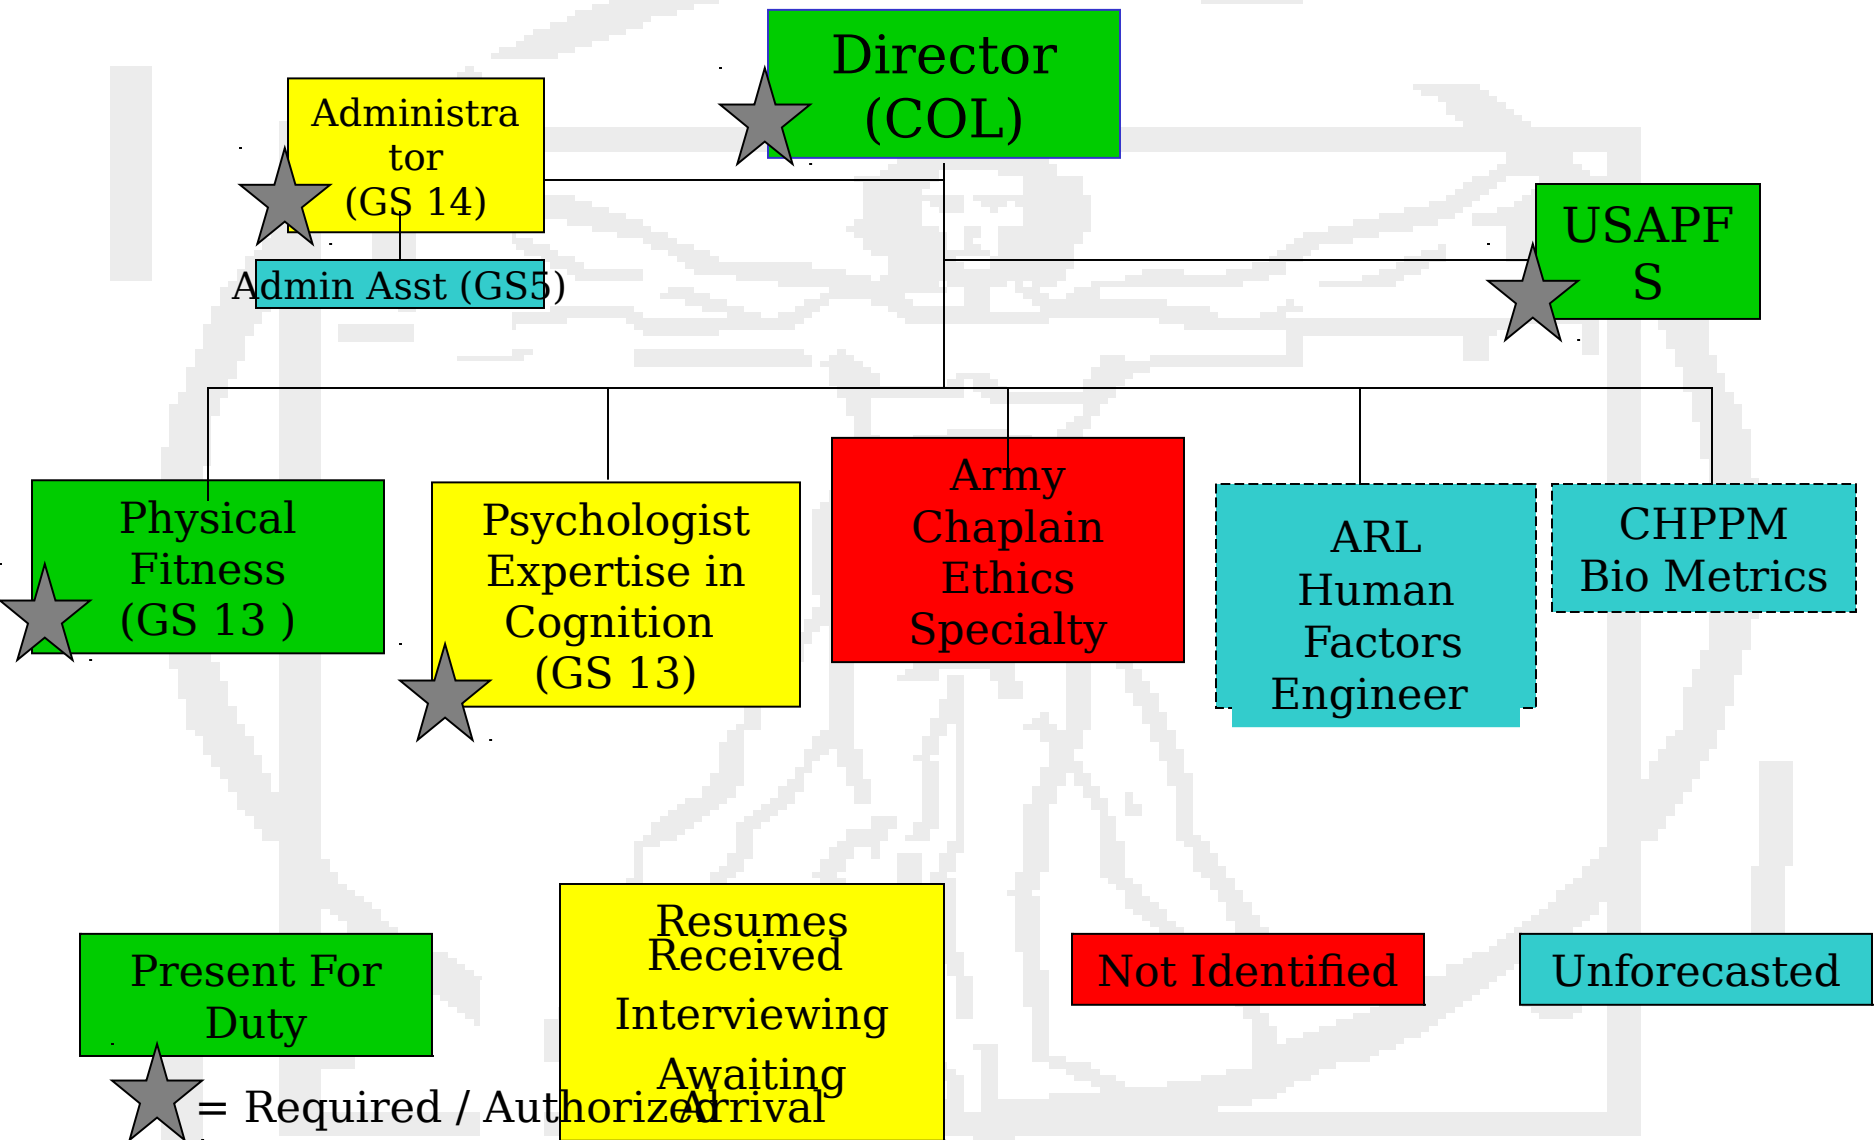 Director
(COL)
Administra
tor
(GS 14)
Admin Asst (GS5)
USAPF
S
Physical
Fitness
(GS 13 )
Psychologist
Expertise in
Cognition
(GS 13)
Army
Chaplain
Ethics
Specialty
ARL
Human
Factors
Engineer
CHPPM
Bio Metrics
Present For
Duty
Resumes
Received
Interviewing
Awaiting
Arrival
Not Identified
Unforecasted
= Required / Authorized